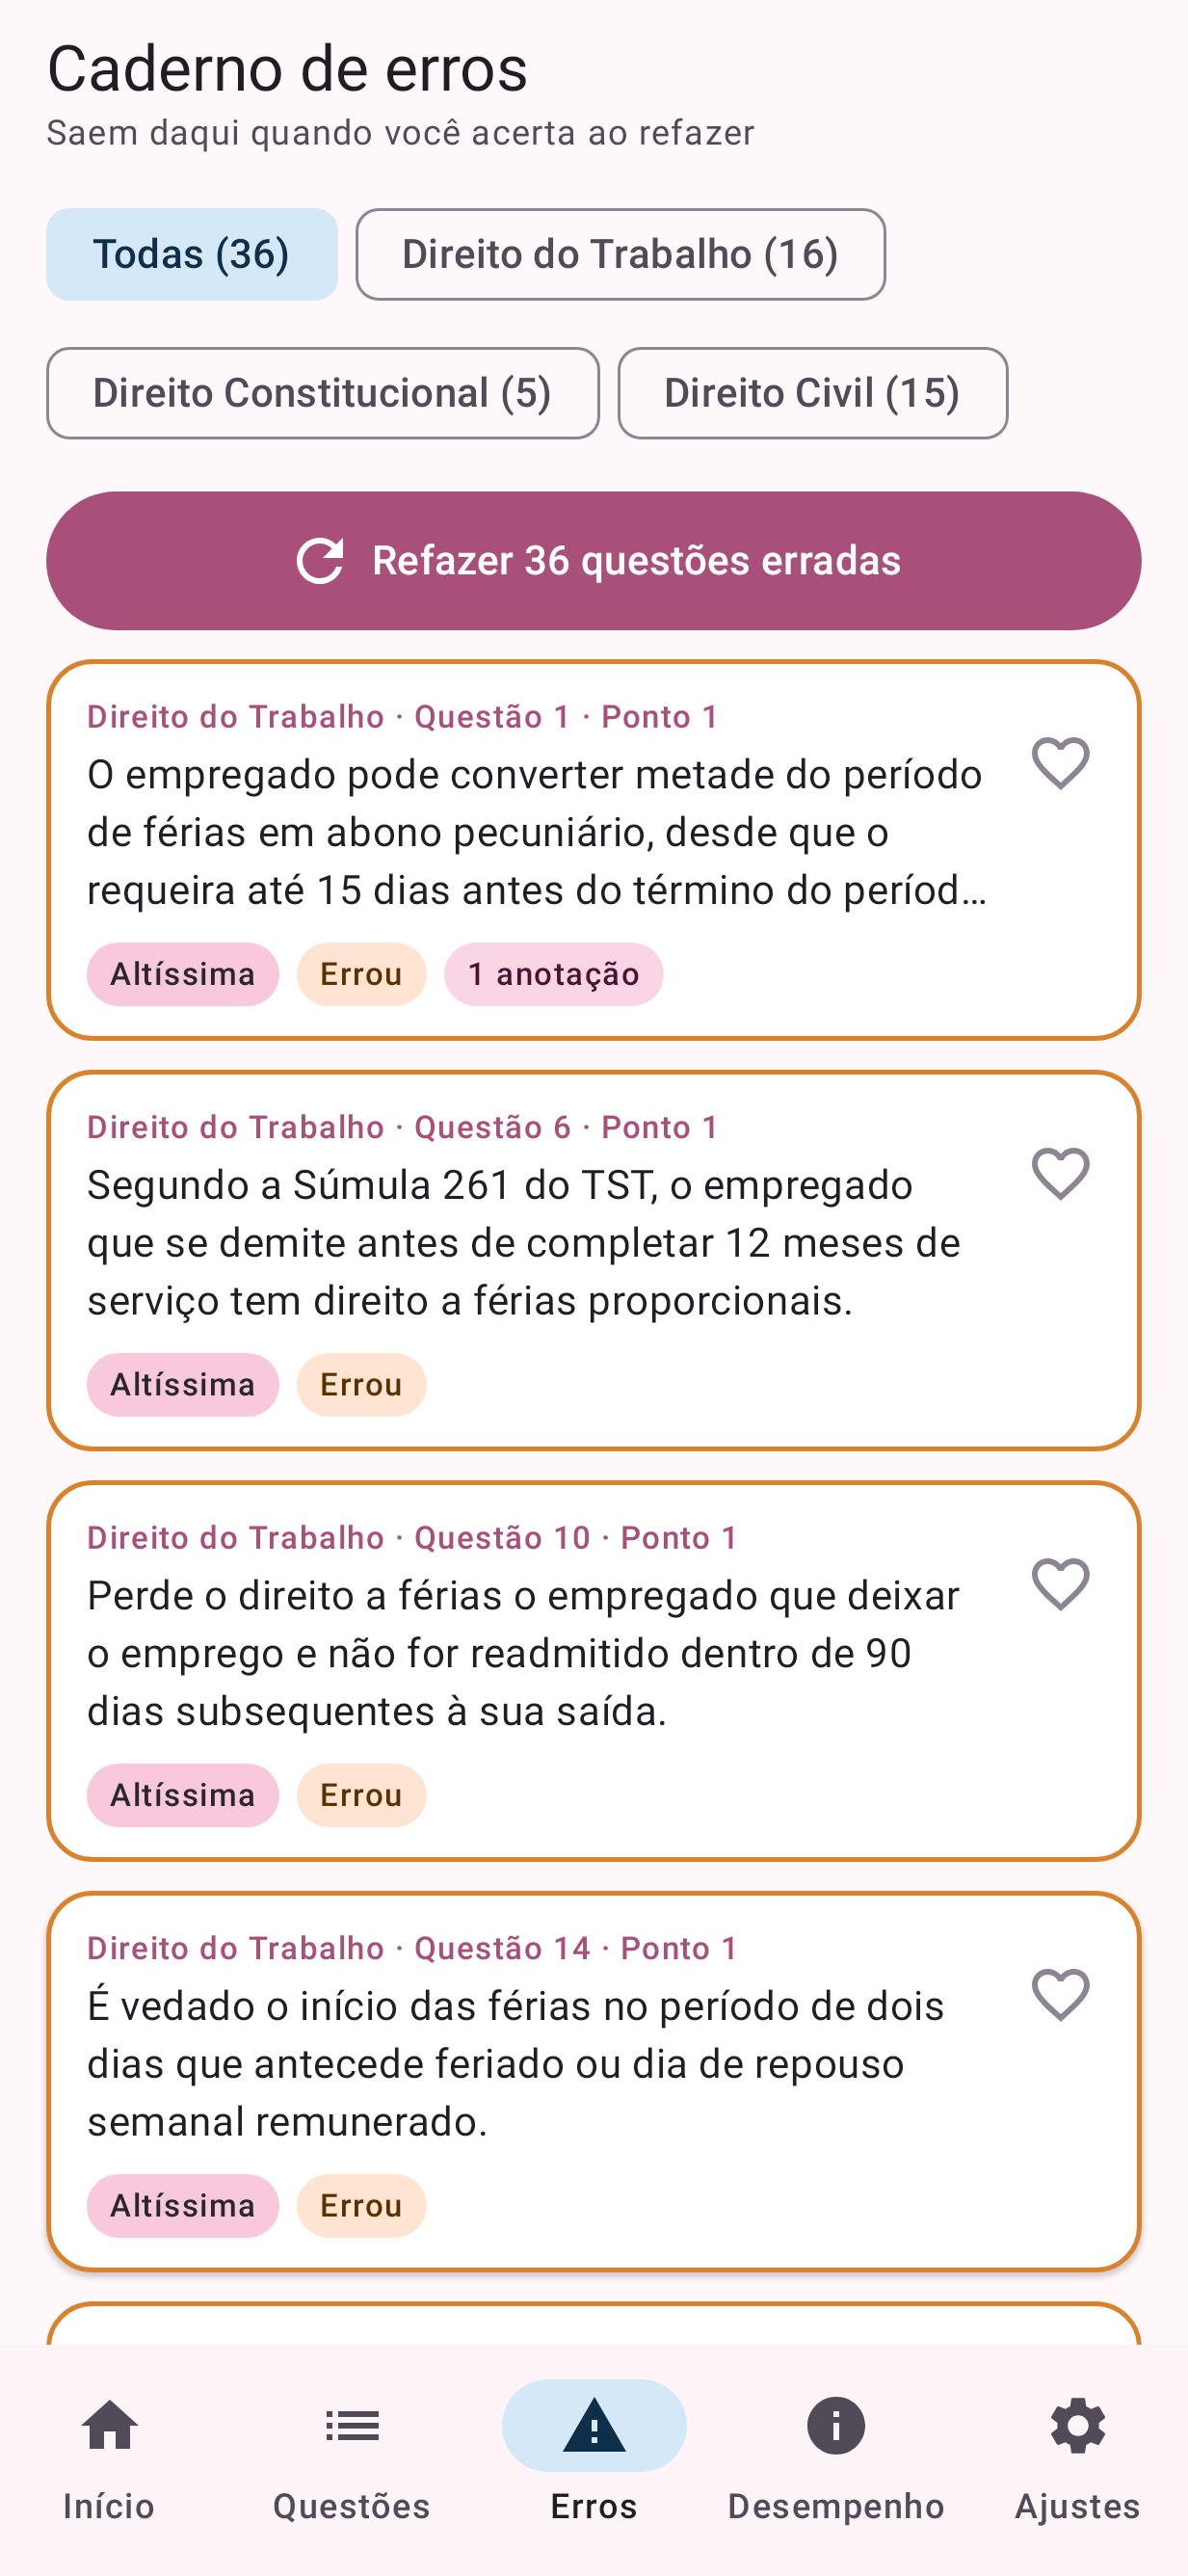 Caderno de erros
Saem daqui quando você acerta ao refazer
Todas (36)
Direito do Trabalho (16)
Direito Constitucional (5)
Direito Civil (15)
Refazer 36 questões erradas
Direito do Trabalho · Questão 1 · Ponto 1
O empregado pode converter metade do período
de férias em abono pecuniário, desde que o
requeira até 15 dias antes do término do períod...
Altíssima
Errou
1 anotação
Direito do Trabalho · Questão 6 · Ponto 1
Segundo a Súmula 261 do TST, o empregado
que se demite antes de completar 12 meses de
serviço tem direito a férias proporcionais.
Altíssima
Errou
Direito do Trabalho · Questão 10 · Ponto 1
Perde o direito a férias o empregado que deixar
o emprego e não for readmitido dentro de 90
dias subsequentes à sua saída.
Altíssima
Errou
Direito do Trabalho · Questão 14 · Ponto 1
É vedado o início das férias no período de dois
dias que antecede feriado ou dia de repouso
semanal remunerado.
Altíssima
Errou
Início
Questões
Erros
Desempenho
Ajustes